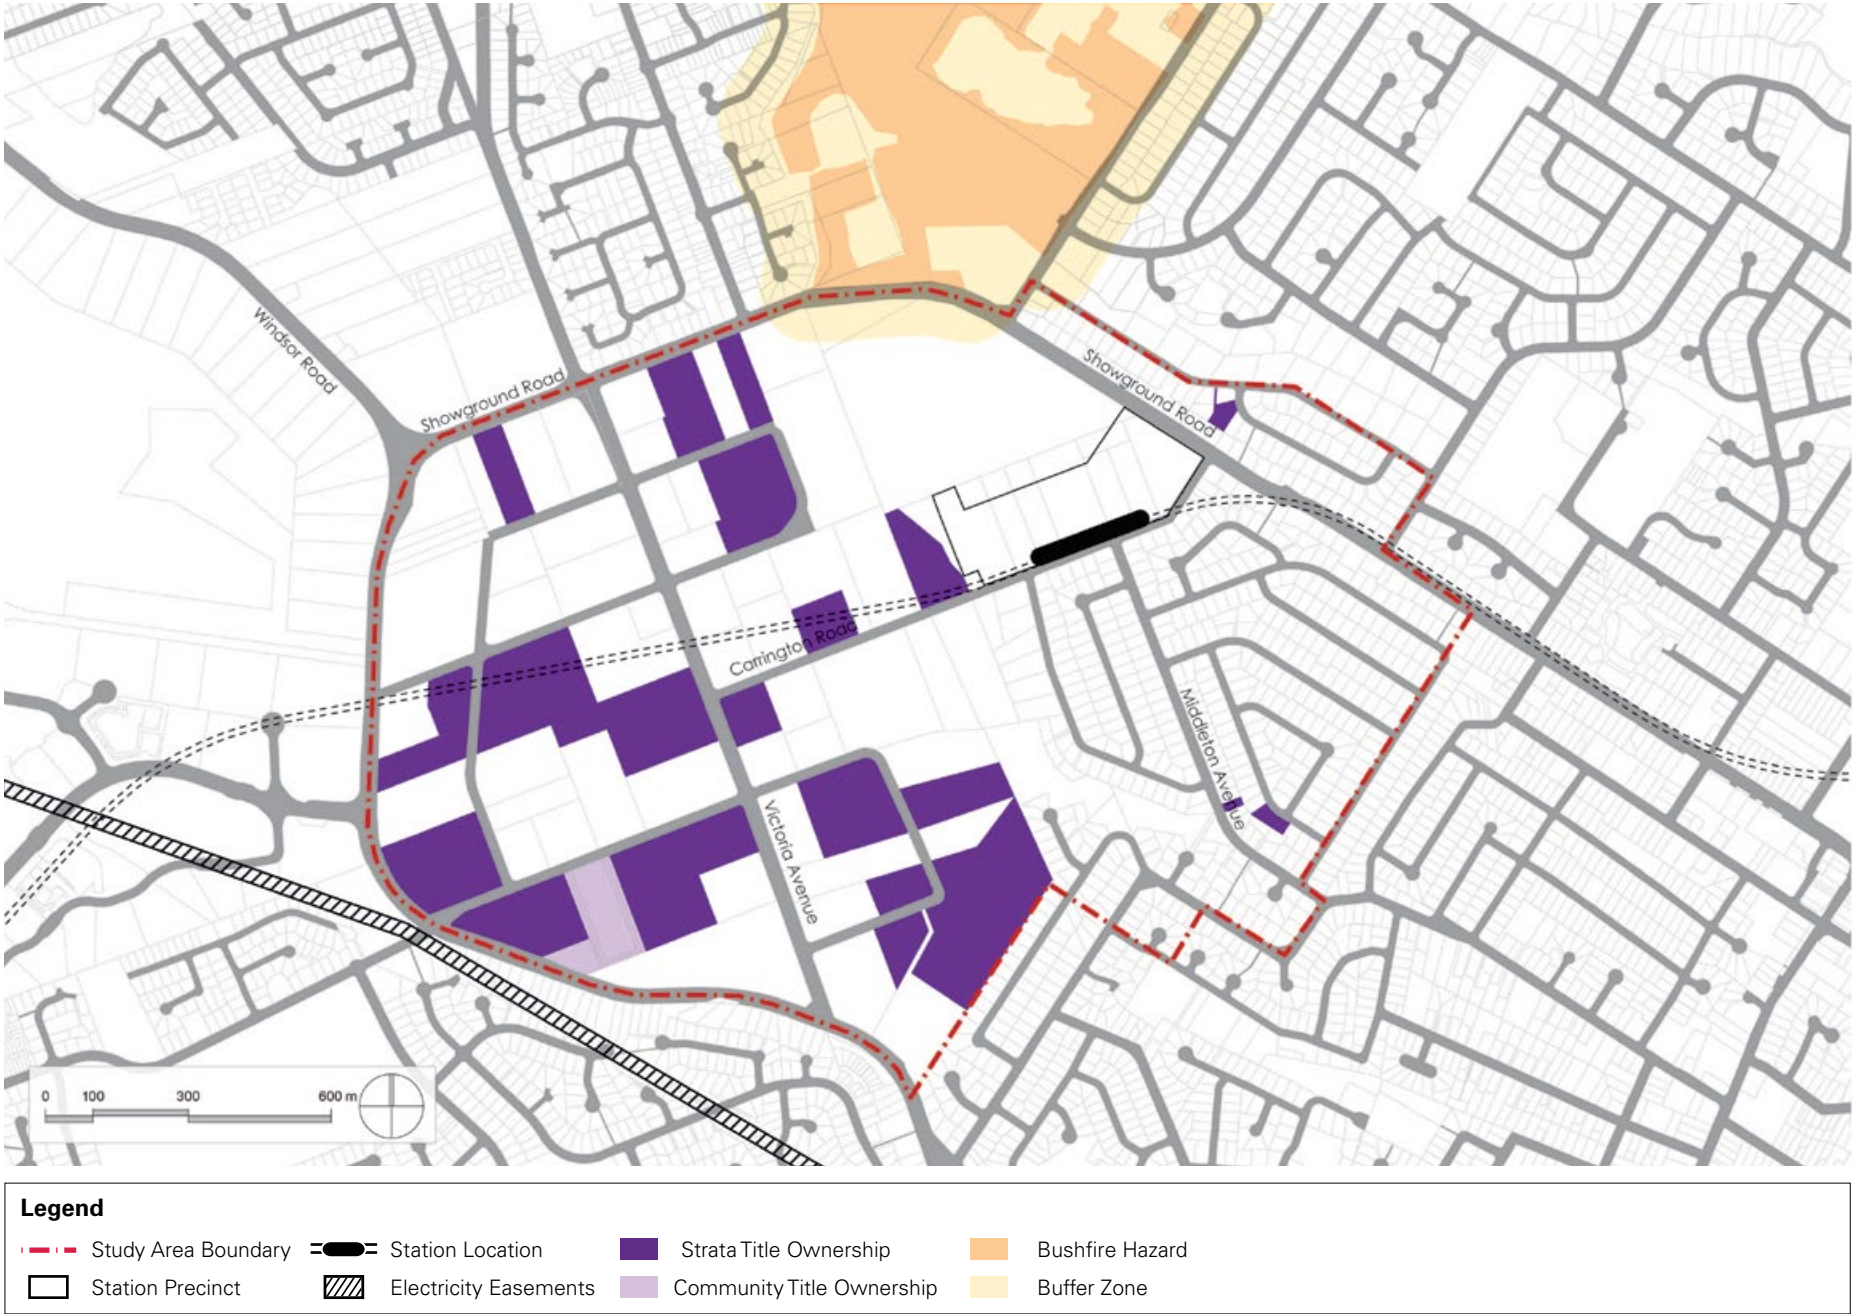 Windsor Road
Showground Road
Showground Road
Carrington Road
Middleton Avenue
Victoria Avenue
0 100 300 600 m
Legend
Study Area Boundary
Station Location
Strata Title Ownership
Bushfire Hazard
Station Precinct
Electricity Easements
Community Title Ownership
Buffer Zone